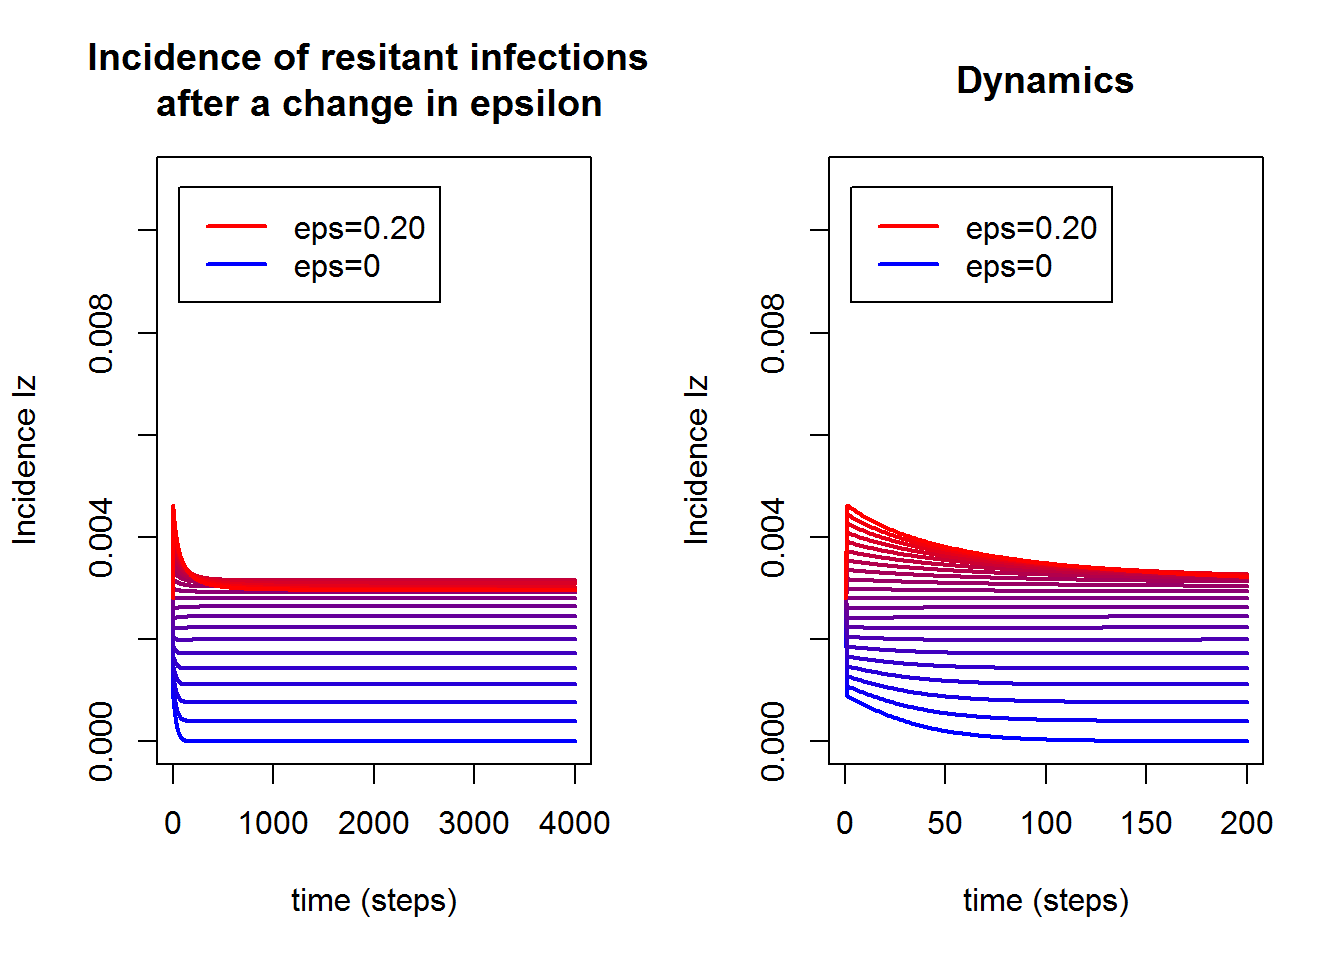 Incidence of resitant infections
after a change in epsilon
Incidence Iz
0.000
0.004
0.008
eps=0.20
eps=0
0
1000
2000
3000
4000
time (steps)
Dynamics
Incidence Iz
0.000
0.004
0.008
eps=0.20
eps=0
0
50
100
150
200
time (steps)